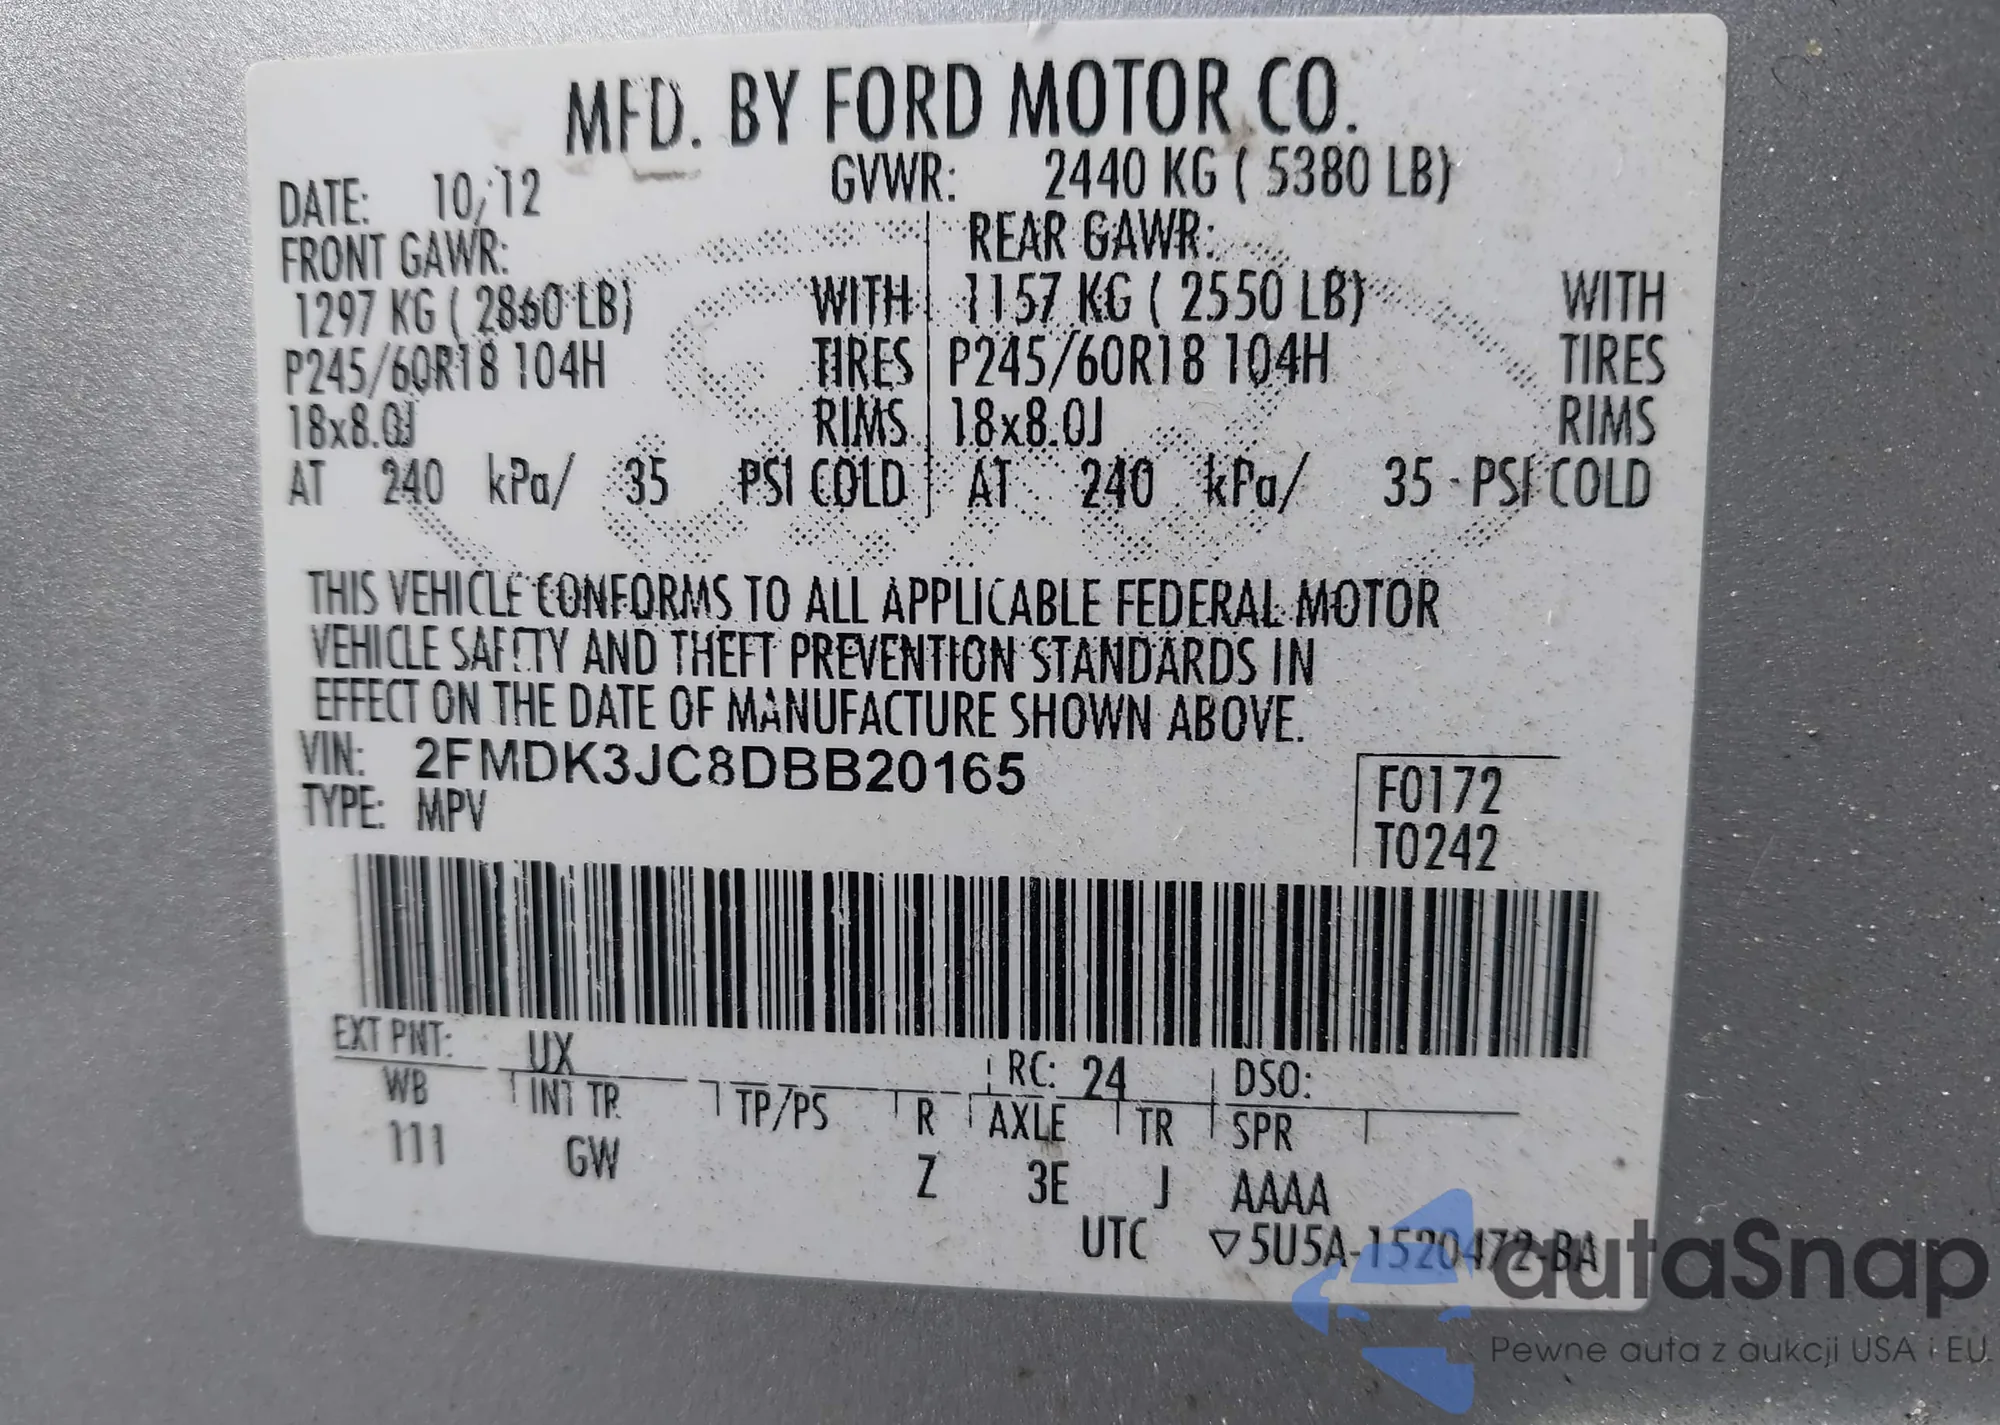 MFD. BY FORD MOTOR CO.
DATE: 10/12 GVWR: 2440 KG ( 5380 LB)
FRONT GAWR: REAR GAWR:
1297 KG ( 2860 LB) WITH 1157 KG ( 2550 LB) WITH
P245/60R18 104H TIRES P245/60R18 104H TIRES
18x8.0J RIMS 18x8.0J RIMS
AT 240 kPa/ 35 PSI COLD AT 240 kPa/ 35 PSI COLD
THIS VEHICLE CONFORMS TO ALL APPLICABLE FEDERAL MOTOR
VEHICLE SAFETY AND THEFT PREVENTION STANDARDS IN
EFFECT ON THE DATE OF MANUFACTURE SHOWN ABOVE.
VIN: 2FMDK3JC8DBB20165 F0172
TYPE: MPV T0242
EXT PNT: UX RC: 24 DSO:
WB INT TR TP/PS R AXLE TR SPR
111 GW Z 3E J AAAA
UTC ▽5U5A-1520472-BA
autaSnap
Pewne auta z aukcji USA i EU